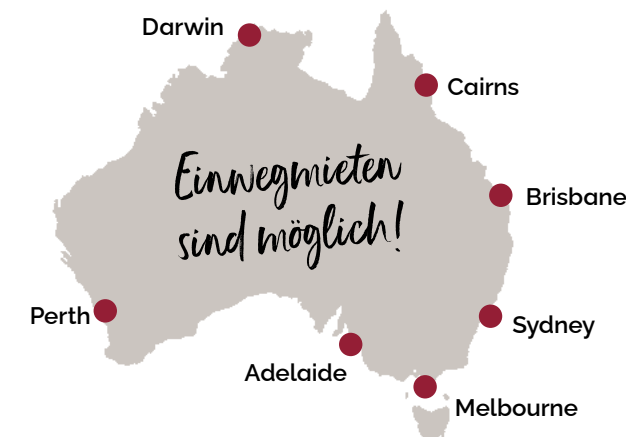 Darwin
Cairns
Einwegmieten
sind möglich!
Brisbane
Perth
Sydney
Adelaide
Melbourne